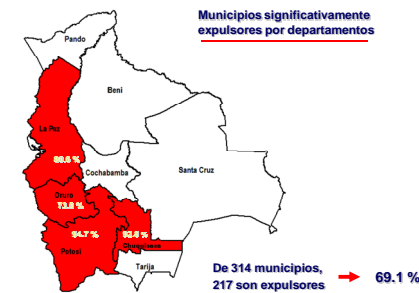 Municipios significativamente
expulsores por departamentos
Pando
Beni
La Paz
Cochabamba
Santa Cruz
Oruro
Potosi
Chuquisaca
Tarija
De 314 municipios,
217 son expulsores
69.1 %